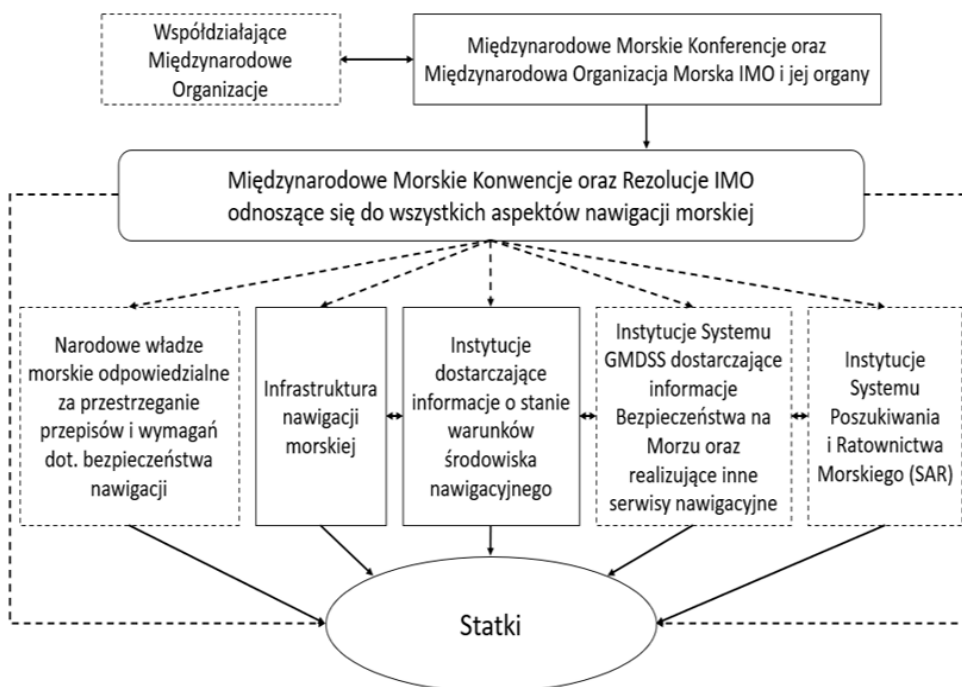 Współdziałające
Międzynarodowe
Organizacje
Międzynarodowe Morskie Konferencje oraz
Międzynarodowa Organizacja Morska IMO i jej organy
Międzynarodowe Morskie Konwencje oraz Rezolucje IMO
odnoszące się do wszystkich aspektów nawigacji morskiej
Narodowe władze
morskie odpowiedzialne
za przestrzeganie
przepisów i wymagań
dot. bezpieczeństwa
nawigacji
Infrastruktura
nawigacji
morskiej
Instytucje
dostarczające
informacje o stanie
warunków
środowiska
nawigacyjnego
Instytucje Systemu
GMDSS dostarczające
informacje
Bezpieczeństwa na
Morzu oraz
realizujące inne
serwisy nawigacyjne
Instytucje
Systemu
Poszukiwania
i Ratownictwa
Morskiego (SAR)
Statki